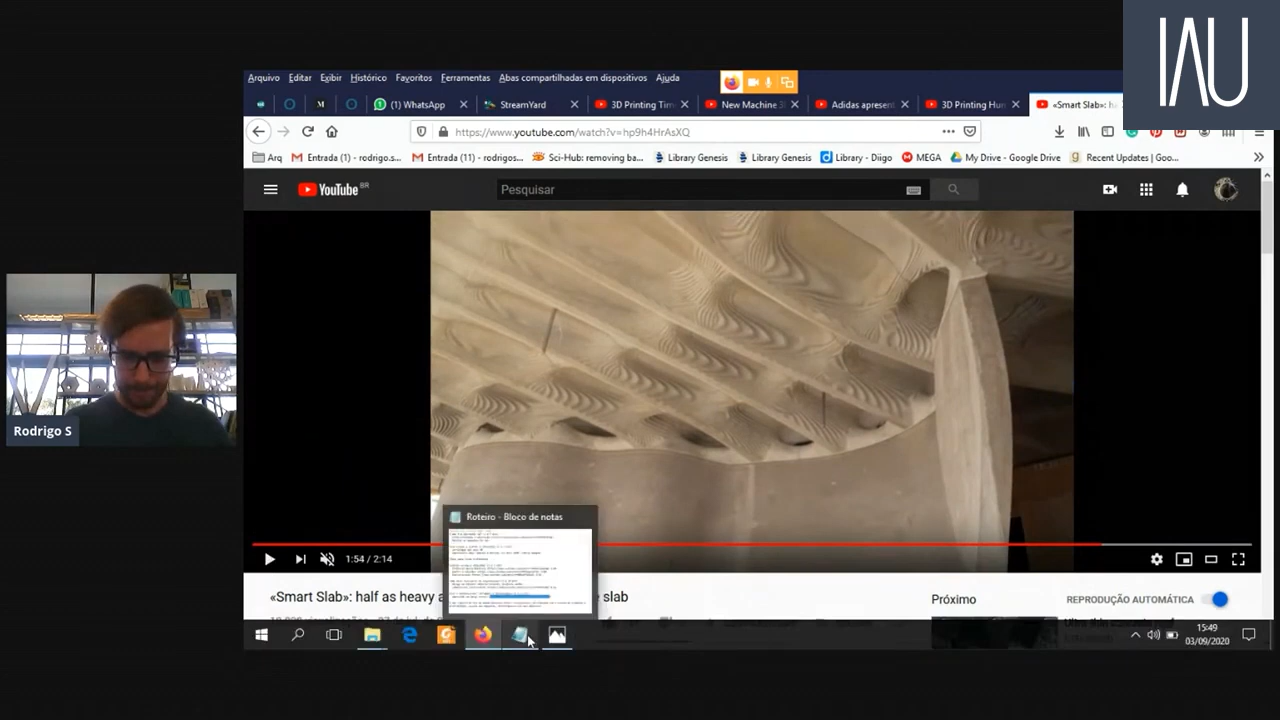 IAU
Arquivo Editar Exibir Histórico Favoritos Ferramentas Abas compartilhadas em dispositivos Ajuda
M (1) WhatsApp StreamYard 3D Printing Tim New Machine 3 Adidas apresent 3D Printing Hu «Smart Slab»: ha
https://www.youtube.com/watch?v=hp9h4HrAsXQ
Arq Entrada (1) - rodrigo.s... Entrada (11) - rodrigos... Sci-Hub: removing ba... Library Genesis Library Genesis Library - Diigo MEGA My Drive - Google Drive Recent Updates | Goo...
YouTube BR Pesquisar
Rodrigo S
Roteiro - Bloco de notas
1:54 / 2:14
«Smart Slab»: half as heavy a
e slab
Próximo REPRODUÇÃO AUTOMÁTICA
15:49
03/09/2020